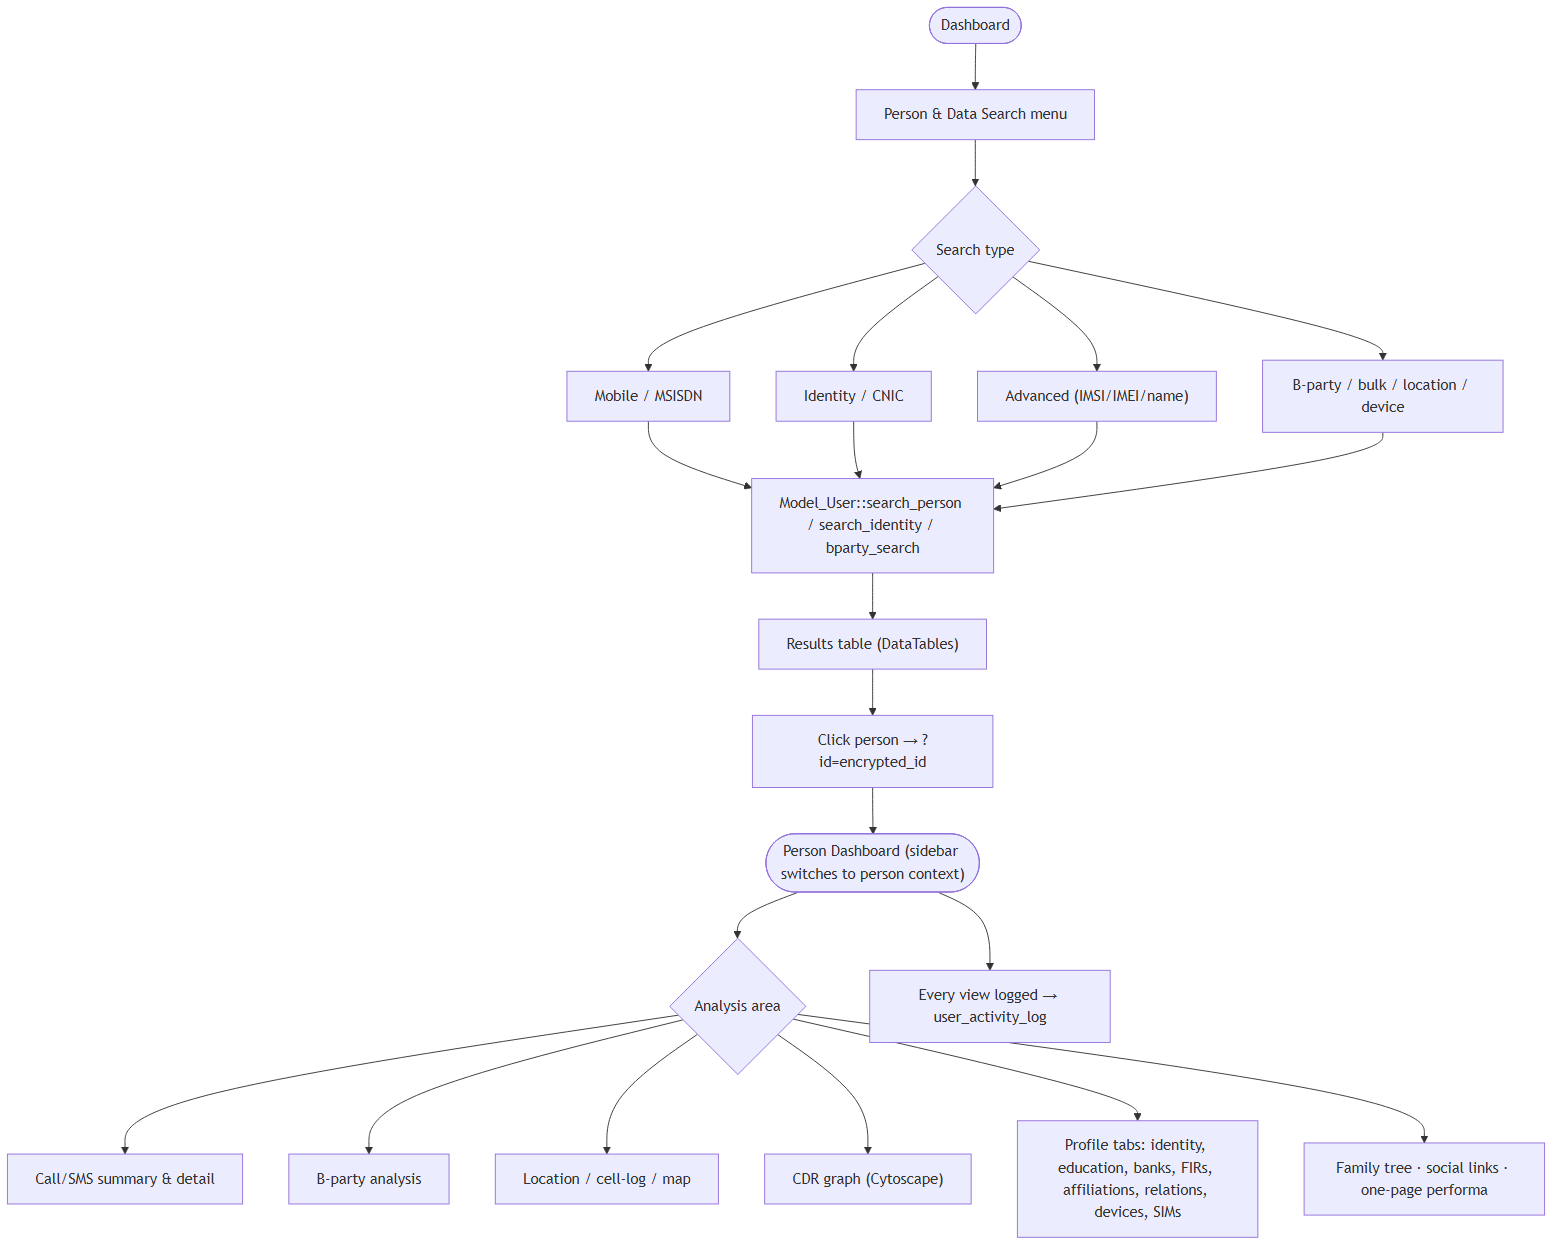 Dashboard
Person & Data Search menu
Search type
Mobile / MSISDN
Identity / CNIC
Advanced (IMSI/IMEI/name)
B-party / bulk / location /
device
Model_User::search_person
/ search_identity /
bparty_search
Results table (DataTables)
Click person → ?
id=encrypted_id
Person Dashboard (sidebar
switches to person context)
Analysis area
Every view logged →
user_activity_log
Call/SMS summary & detail
B-party analysis
Location / cell-log / map
CDR graph (Cytoscape)
Profile tabs: identity,
education, banks, FIRs,
affiliations, relations,
devices, SIMs
Family tree · social links ·
one-page performa